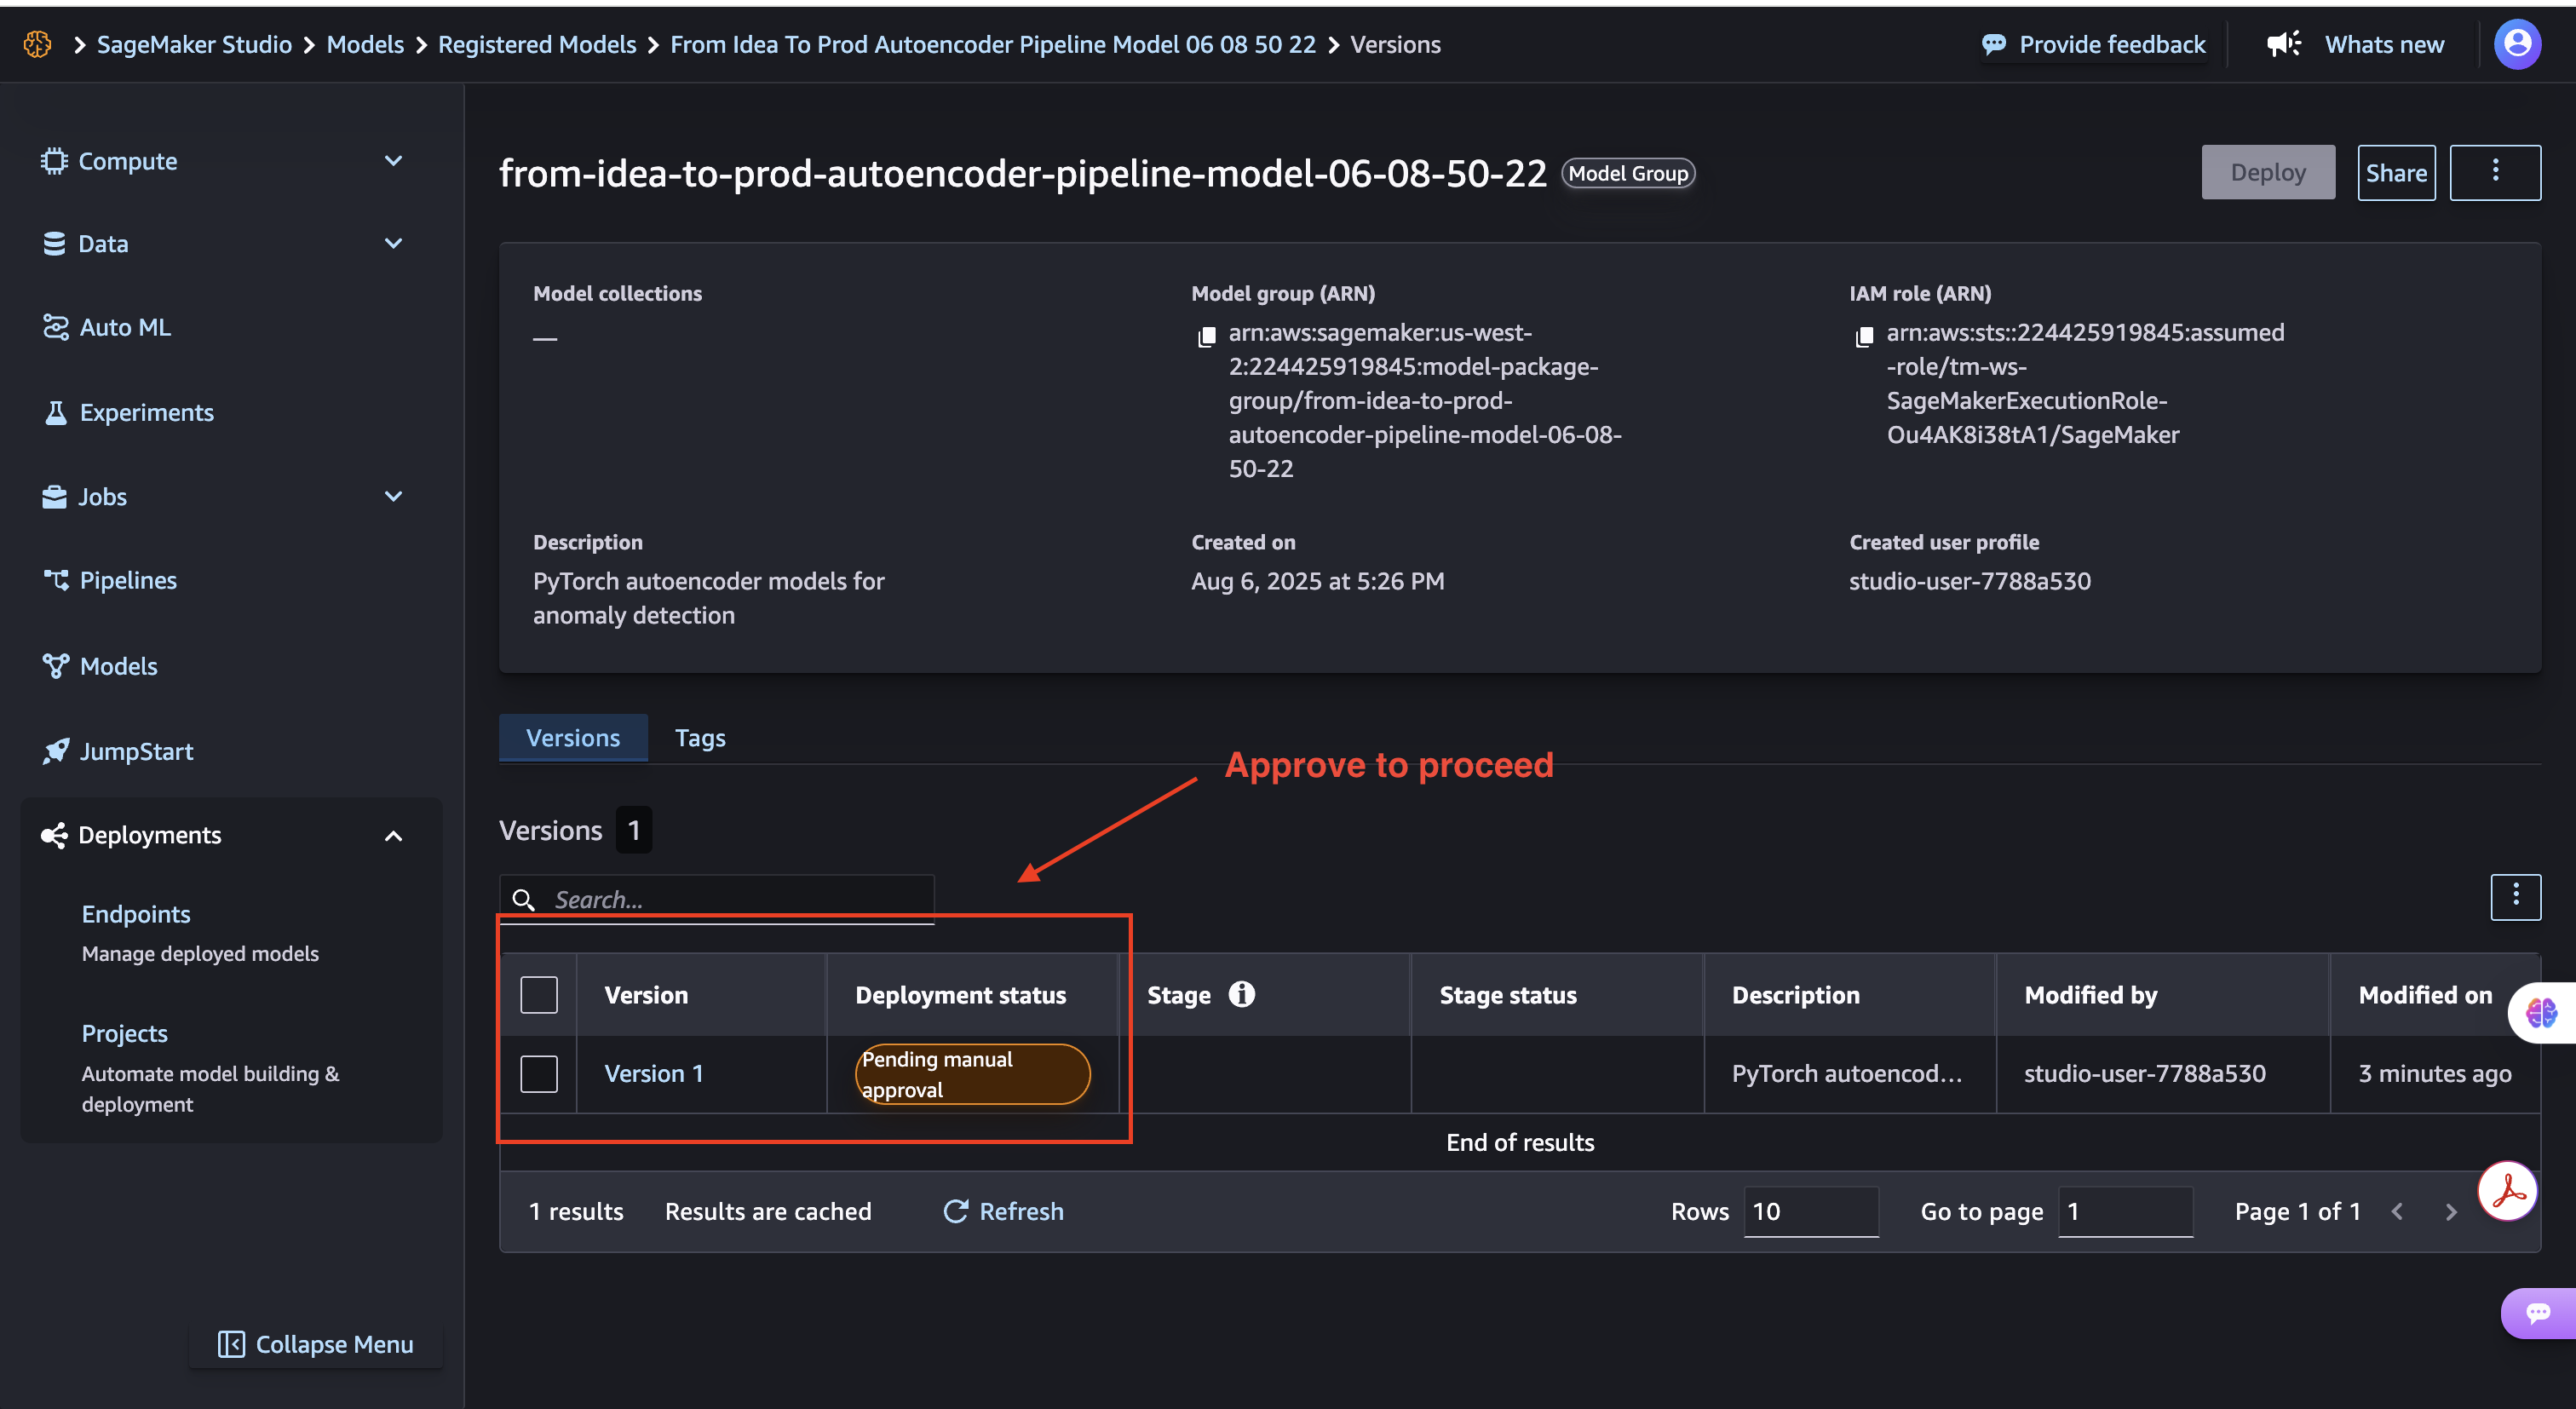 SageMaker Studio
Models
Registered Models
From Idea To Prod Autoencoder Pipeline Model 06 08 50 22
Versions
Provide feedback
Whats new
Compute
Data
Auto ML
Experiments
Jobs
Pipelines
Models
JumpStart
Deployments
Endpoints
Manage deployed models
Projects
Automate model building &
deployment
Collapse Menu
from-idea-to-prod-autoencoder-pipeline-model-06-08-50-22
Model Group
Deploy
Share
Model collections
—
Model group (ARN)
arn:aws:sagemaker:us-west-
2:224425919845:model-package-
group/from-idea-to-prod-
autoencoder-pipeline-model-06-08-
50-22
IAM role (ARN)
arn:aws:sts::224425919845:assumed
-role/tm-ws-
SageMakerExecutionRole-
Ou4AK8i38tA1/SageMaker
Description
PyTorch autoencoder models for
anomaly detection
Created on
Aug 6, 2025 at 5:26 PM
Created user profile
studio-user-7788a530
Versions
Tags
Approve to proceed
Versions 1
Search...
Version
Deployment status
Stage
Stage status
Description
Modified by
Modified on
Version 1
Pending manual
approval
PyTorch autoencod...
studio-user-7788a530
3 minutes ago
End of results
1 results
Results are cached
Refresh
Rows 10
Go to page 1
Page 1 of 1